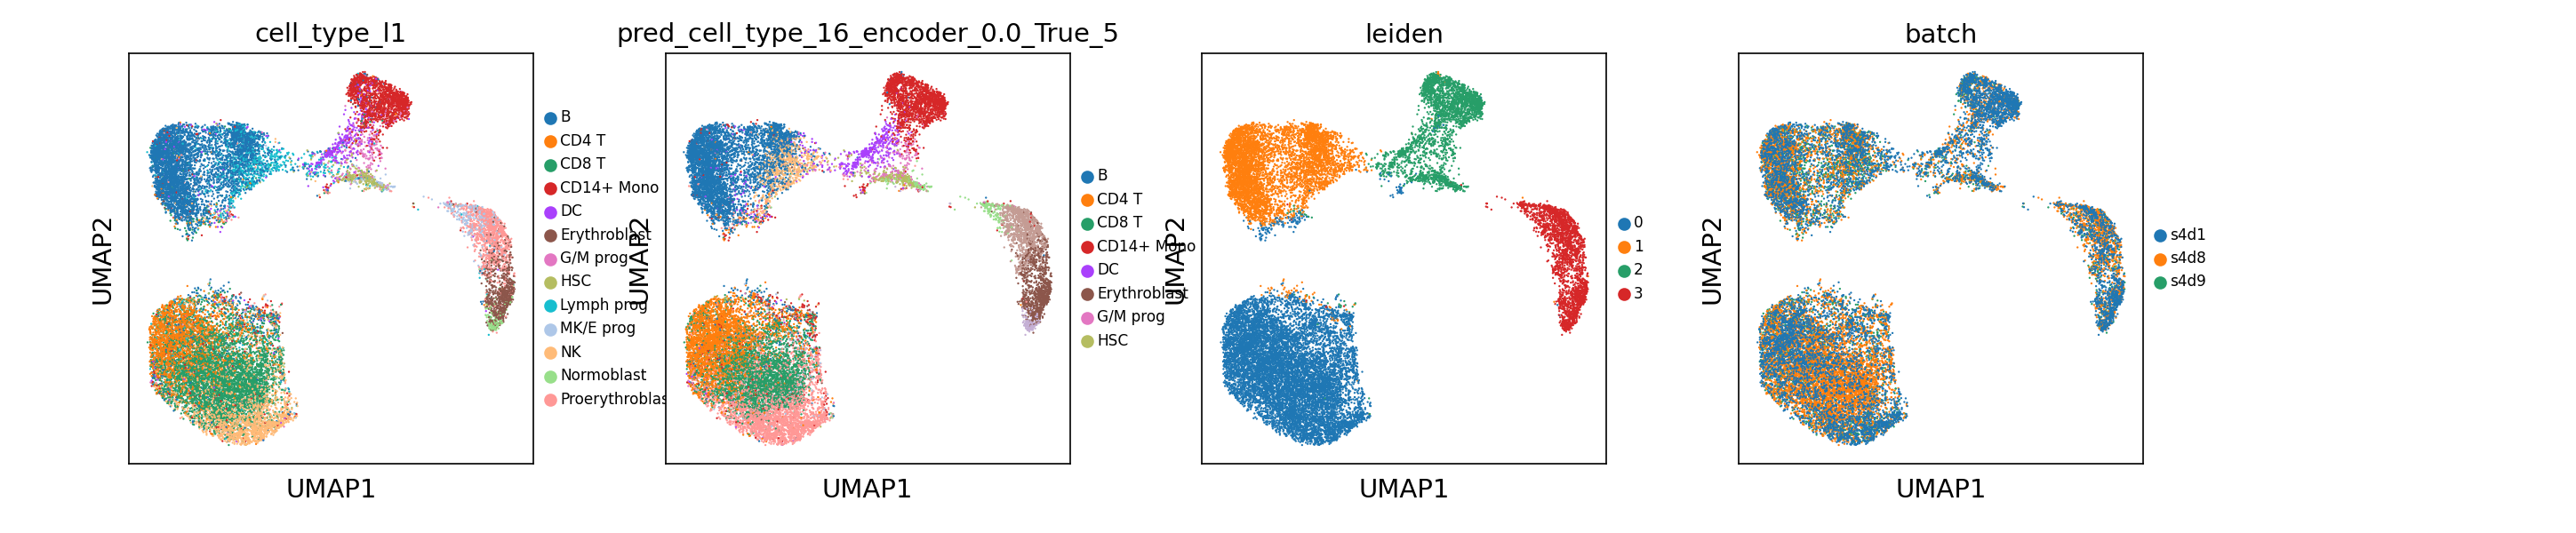 cell_type_l1
UMAP2
UMAP1
B
CD4 T
CD8 T
CD14+ Mono
DC
Erythroblast
G/M prog
HSC
Lymph prog
MK/E prog
NK
Normoblast
Proerythroblas
pred_cell_type_16_encoder_0.0_True_5
UMAP2
UMAP1
B
CD4 T
CD8 T
CD14+ Mono
DC
Erythroblast
G/M prog
HSC
leiden
UMAP2
UMAP1
0
1
2
3
batch
UMAP2
UMAP1
s4d1
s4d8
s4d9